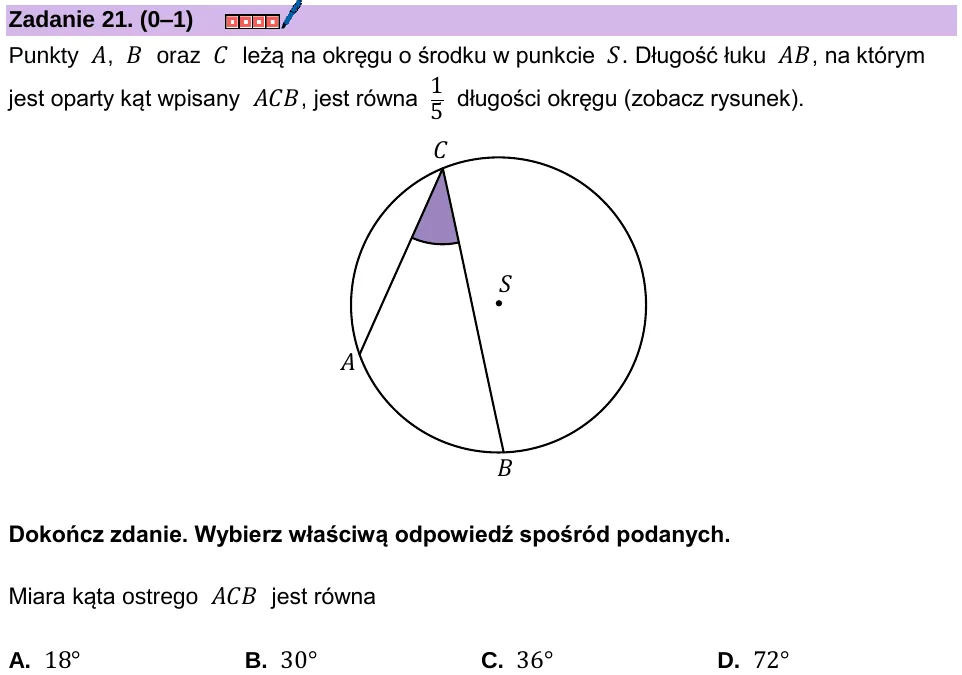 Zadanie 21. (0–1)
Punkty A, B oraz C leżą na okręgu o środku w punkcie S. Długość łuku AB, na którym
jest oparty kąt wpisany ACB, jest równa 1/5 długości okręgu (zobacz rysunek).
C
S
A
B
Dokończ zdanie. Wybierz właściwą odpowiedź spośród podanych.
Miara kąta ostrego ACB jest równa
A. 18° B. 30° C. 36° D. 72°